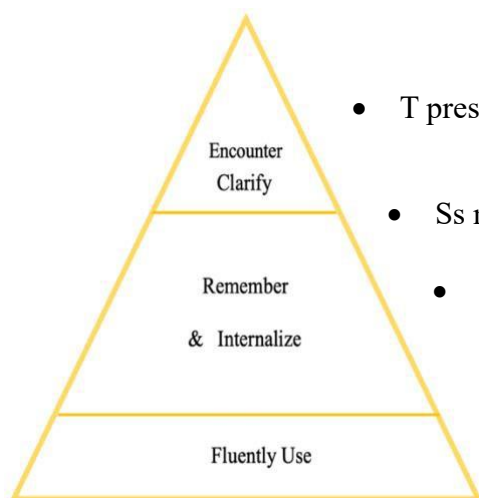 • T pres
Encounter
Clarify
• Ss
•
Remember
& Internalize
Fluently Use